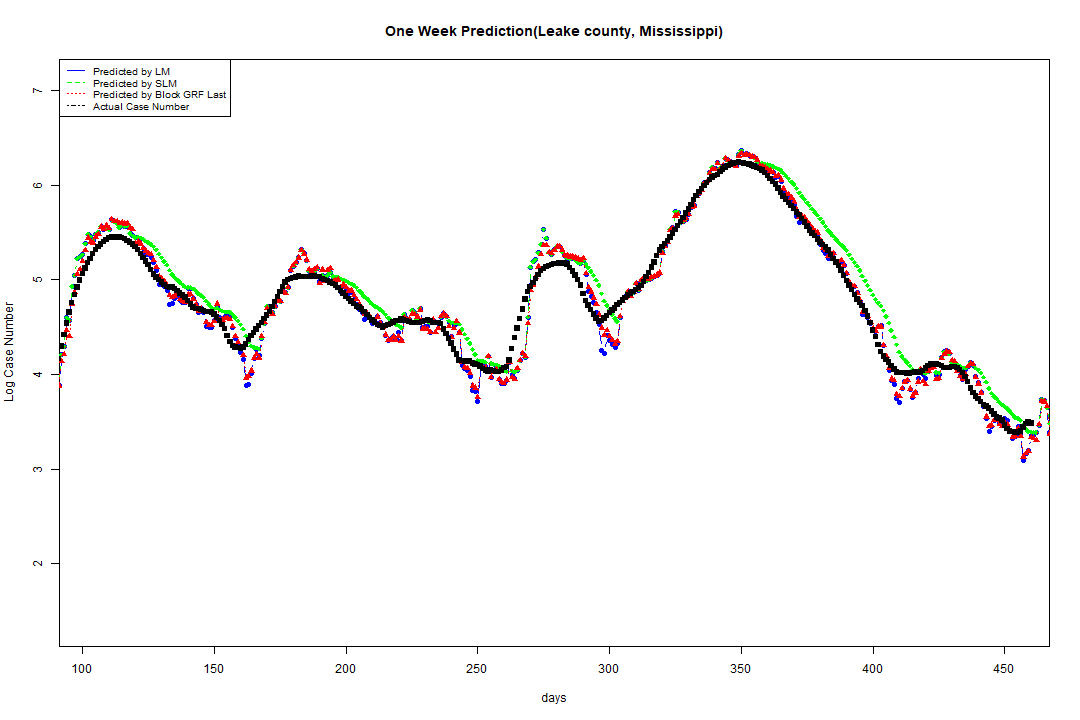 One Week Prediction(Leake county, Mississippi)
Predicted by LM
Predicted by SLM
Predicted by Block GRF Last
Actual Case Number
7
6
5
4
3
2
Log Case Number
100 150 200 250 300 350 400 450
days